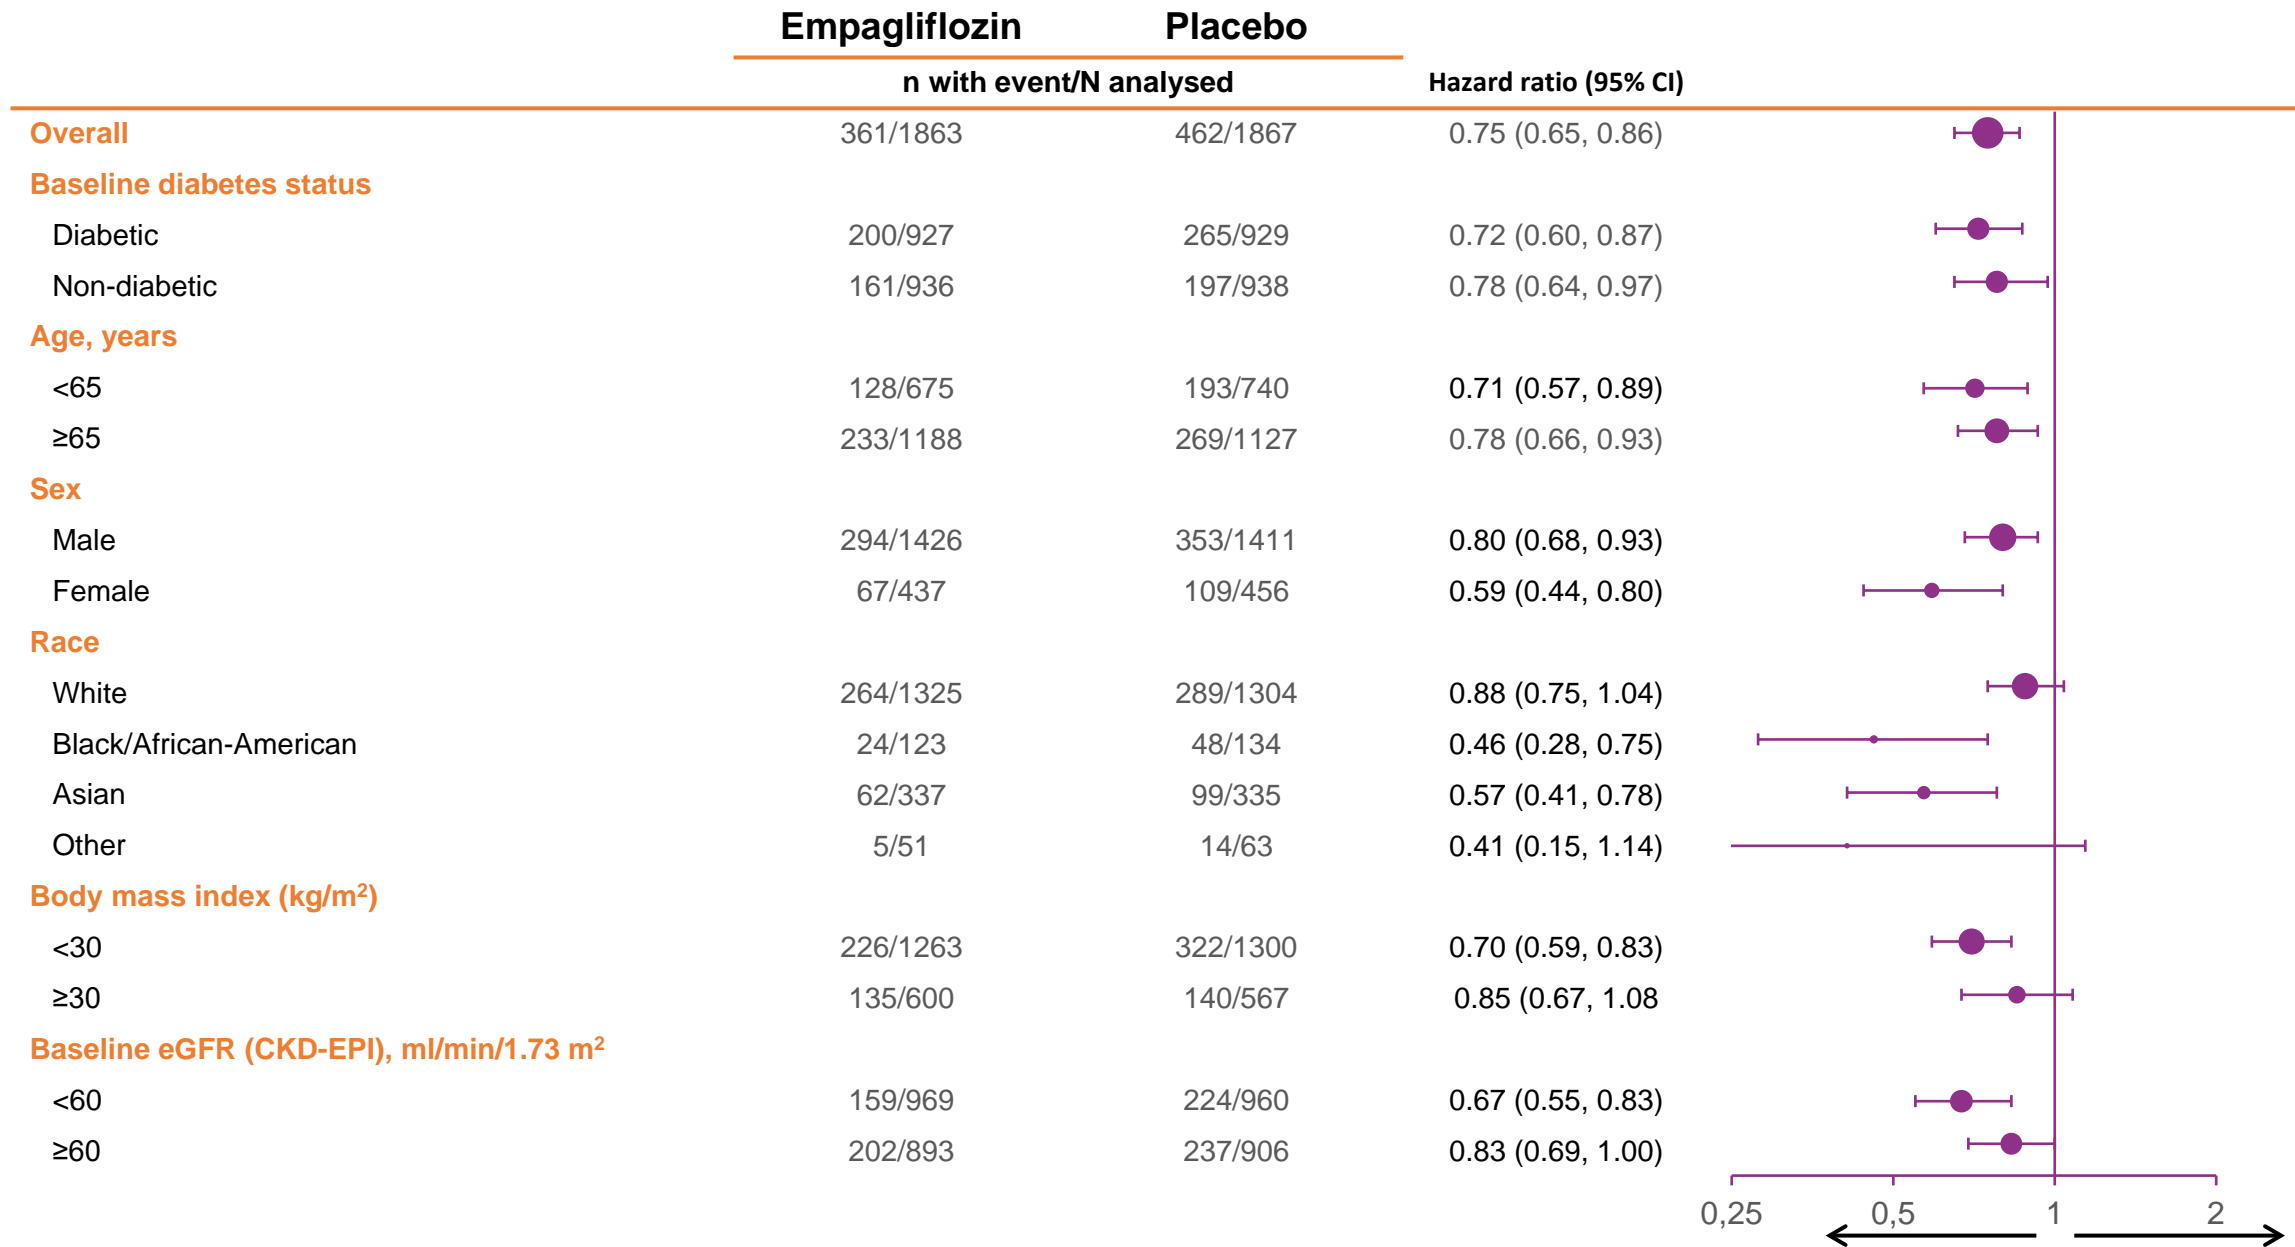 Empagliflozin Placebo
n with event/N analysed Hazard ratio (95% CI)
Overall 361/1863 462/1867 0.75 (0.65, 0.86)
Baseline diabetes status
Diabetic 200/927 265/929 0.72 (0.60, 0.87)
Non-diabetic 161/936 197/938 0.78 (0.64, 0.97)
Age, years
<65 128/675 193/740 0.71 (0.57, 0.89)
≥65 233/1188 269/1127 0.78 (0.66, 0.93)
Sex
Male 294/1426 353/1411 0.80 (0.68, 0.93)
Female 67/437 109/456 0.59 (0.44, 0.80)
Race
White 264/1325 289/1304 0.88 (0.75, 1.04)
Black/African-American 24/123 48/134 0.46 (0.28, 0.75)
Asian 62/337 99/335 0.57 (0.41, 0.78)
Other 5/51 14/63 0.41 (0.15, 1.14)
Body mass index (kg/m²)
<30 226/1263 322/1300 0.70 (0.59, 0.83)
≥30 135/600 140/567 0.85 (0.67, 1.08
Baseline eGFR (CKD-EPI), ml/min/1.73 m²
<60 159/969 224/960 0.67 (0.55, 0.83)
≥60 202/893 237/906 0.83 (0.69, 1.00)
0,25 0,5 1 2